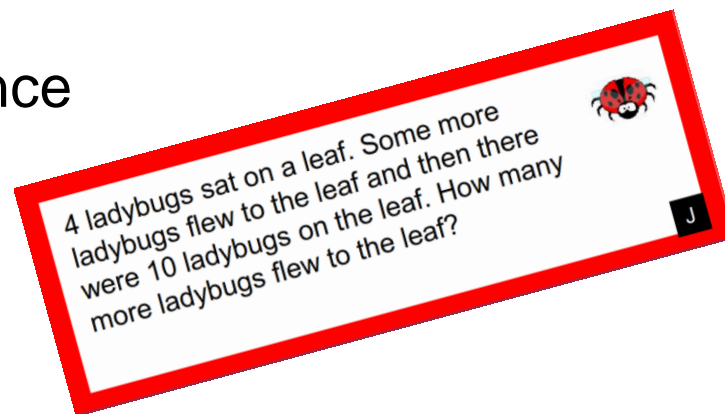 nce
4 ladybugs sat on a leaf. Some more
ladybugs flew to the leaf and then there
were 10 ladybugs on the leaf. How many
more ladybugs flew to the leaf?
J